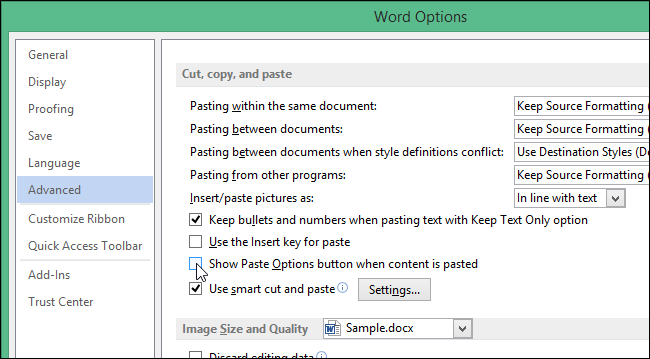 Word Options
General
Display
Proofing
Save
Language
Advanced
Customize Ribbon
Quick Access Toolbar
Add-Ins
Trust Center
Cut, copy, and paste
Pasting within the same document: Keep Source Formatting (
Pasting between documents: Keep Source Formatting (
Pasting between documents when style definitions conflict: Use Destination Styles (De
Pasting from other programs: Keep Source Formatting (
Insert/paste pictures as: In line with text
Keep bullets and numbers when pasting text with Keep Text Only option
Use the Insert key for paste
Show Paste Options button when content is pasted
Use smart cut and paste Settings...
Image Size and Quality Sample.docx
Discard editing data